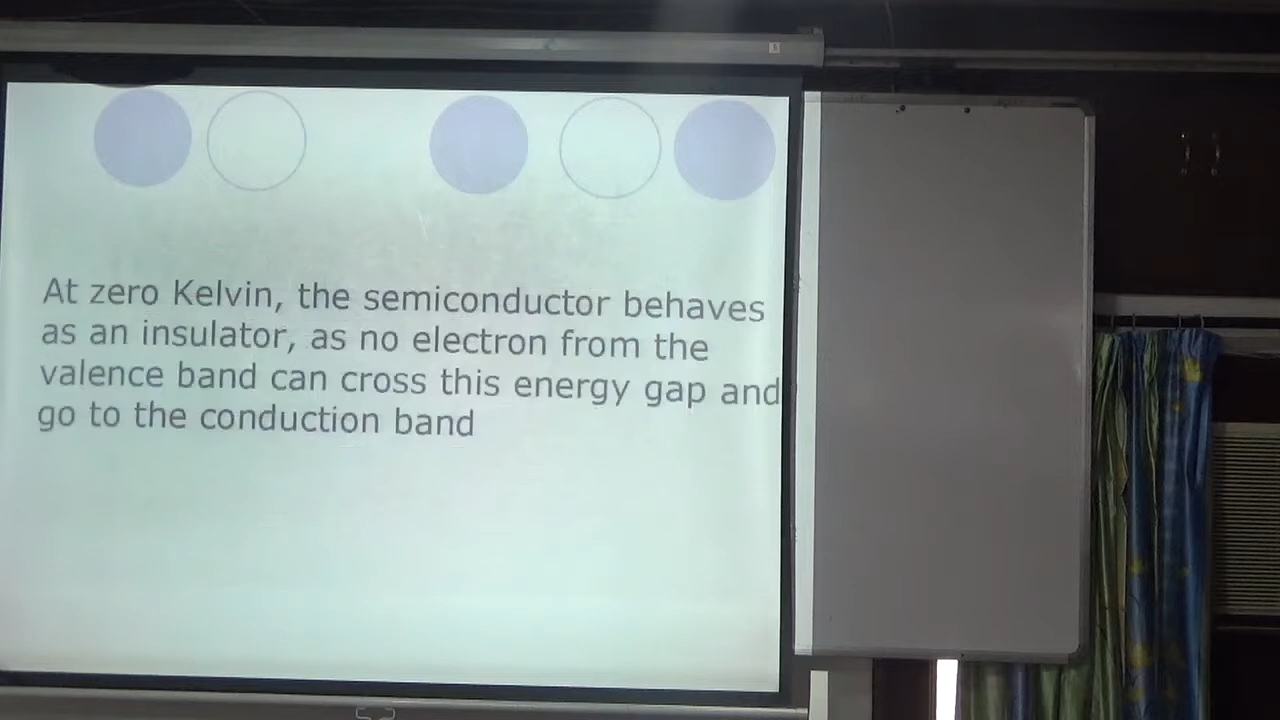 At zero Kelvin, the semiconductor behaves
as an insulator, as no electron from the
valence band can cross this energy gap and
go to the conduction band